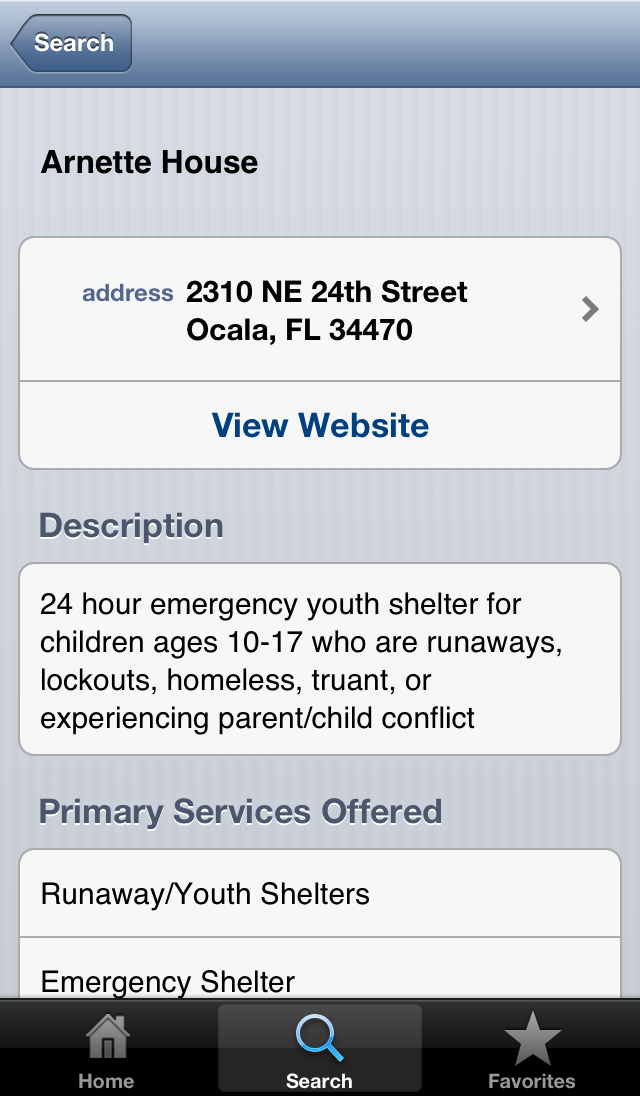 Search
Arnette House
address 2310 NE 24th Street
Ocala, FL 34470
View Website
Description
24 hour emergency youth shelter for
children ages 10-17 who are runaways,
lockouts, homeless, truant, or
experiencing parent/child conflict
Primary Services Offered
Runaway/Youth Shelters
Emergency Shelter
Home Search Favorites